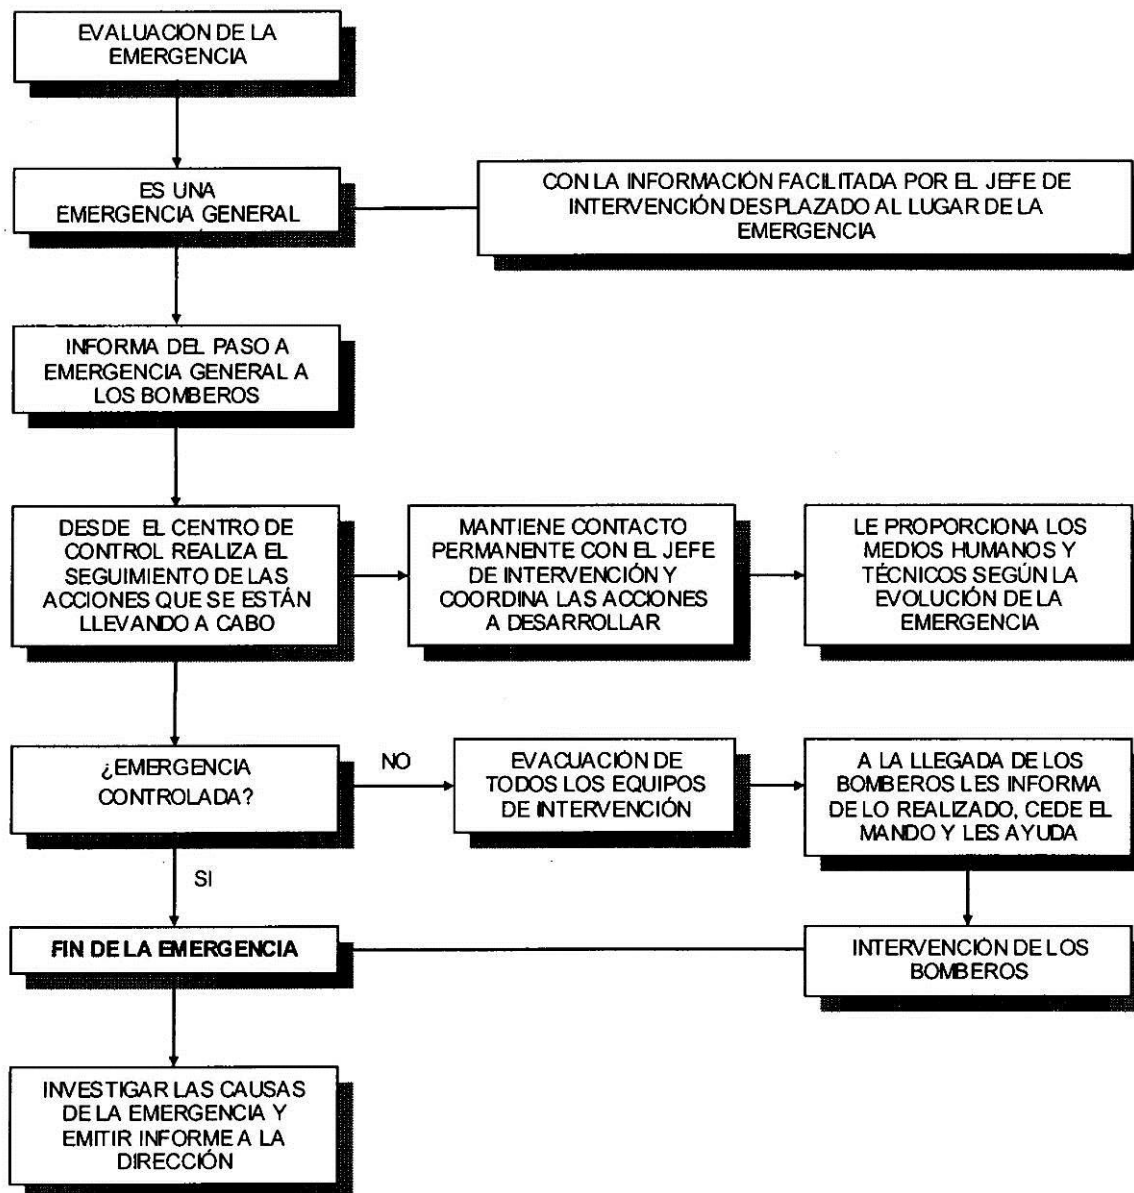 EVALUACION DE LA
EMERGENCIA
ES UNA
EMERGENCIA GENERAL
CON LA INFORMACIÓN FACILITADA POR EL JEFE DE
INTERVENCIÓN DESPLAZADO AL LUGAR DE LA
EMERGENCIA
INFORMA DEL PASO A
EMERGENCIA GENERAL A
LOS BOMBEROS
DESDE EL CENTRO DE
CONTROL REALIZA EL
SEGUIMIENTO DE LAS
ACCIONES QUE SE ESTÁN
LLEVANDO A CABO
MANTIENE CONTACTO
PERMANENTE CON EL JEFE
DE INTERVENCIÓN Y
COORDINA LAS ACCIONES
A DESARROLLAR
LE PROPORCIONA LOS
MEDIOS HUMANOS Y
TÉCNICOS SEGÚN LA
EVOLUCIÓN DE LA
EMERGENCIA
¿EMERGENCIA
CONTROLADA?
NO
EVACUACIÓN DE
TODOS LOS EQUIPOS
DE INTERVENCIÓN
A LA LLEGADA DE LOS
BOMBEROS LES INFORMA
DE LO REALIZADO, CEDE EL
MANDO Y LES AYUDA
SI
FIN DE LA EMERGENCIA
INTERVENCIÓN DE LOS
BOMBEROS
INVESTIGAR LAS CAUSAS
DE LA EMERGENCIA Y
EMITIR INFORME A LA
DIRECCIÓN